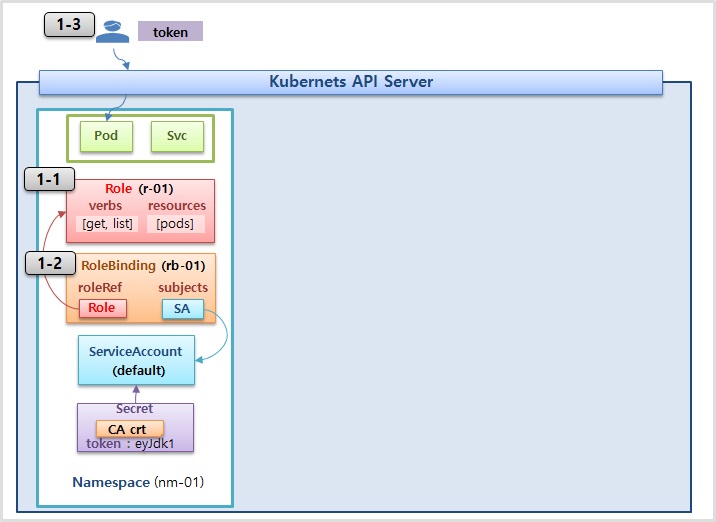 1-3
token
Kubernets API Server
Pod
Svc
1-1
Role (r-01)
verbs resources
[get, list] [pods]
1-2
RoleBinding (rb-01)
roleRef subjects
Role SA
ServiceAccount
(default)
Secret
CA crt
token : eyJdk1
Namespace (nm-01)